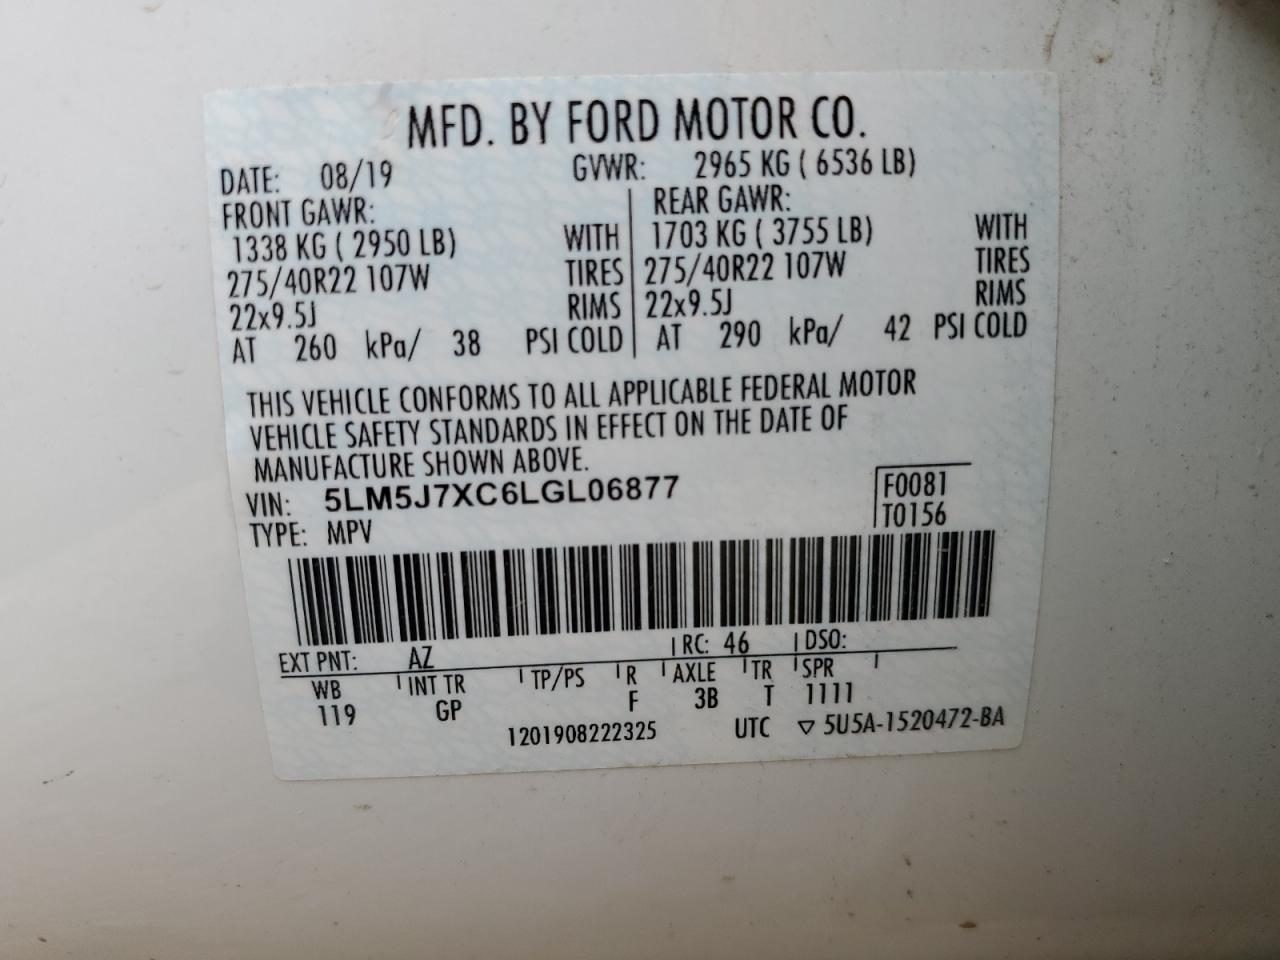 MFD. BY FORD MOTOR CO.
DATE: 08/19 GVWR: 2965 KG ( 6536 LB)
FRONT GAWR: REAR GAWR:
1338 KG ( 2950 LB) WITH 1703 KG ( 3755 LB) WITH
275/40R22 107W TIRES 275/40R22 107W TIRES
22x9.5J RIMS 22x9.5J RIMS
AT 260 kPa/ 38 PSI COLD AT 290 kPa/ 42 PSI COLD
THIS VEHICLE CONFORMS TO ALL APPLICABLE FEDERAL MOTOR
VEHICLE SAFETY STANDARDS IN EFFECT ON THE DATE OF
MANUFACTURE SHOWN ABOVE.
VIN: 5LM5J7XC6LGL06877 F0081
TYPE: MPV T0156
EXT PNT: AZ RC: 46 DSO:
WB INT TR TP/PS R AXLE TR SPR
119 GP F 3B T 1111
1201908222325 UTC ▽ 5U5A-1520472-BA